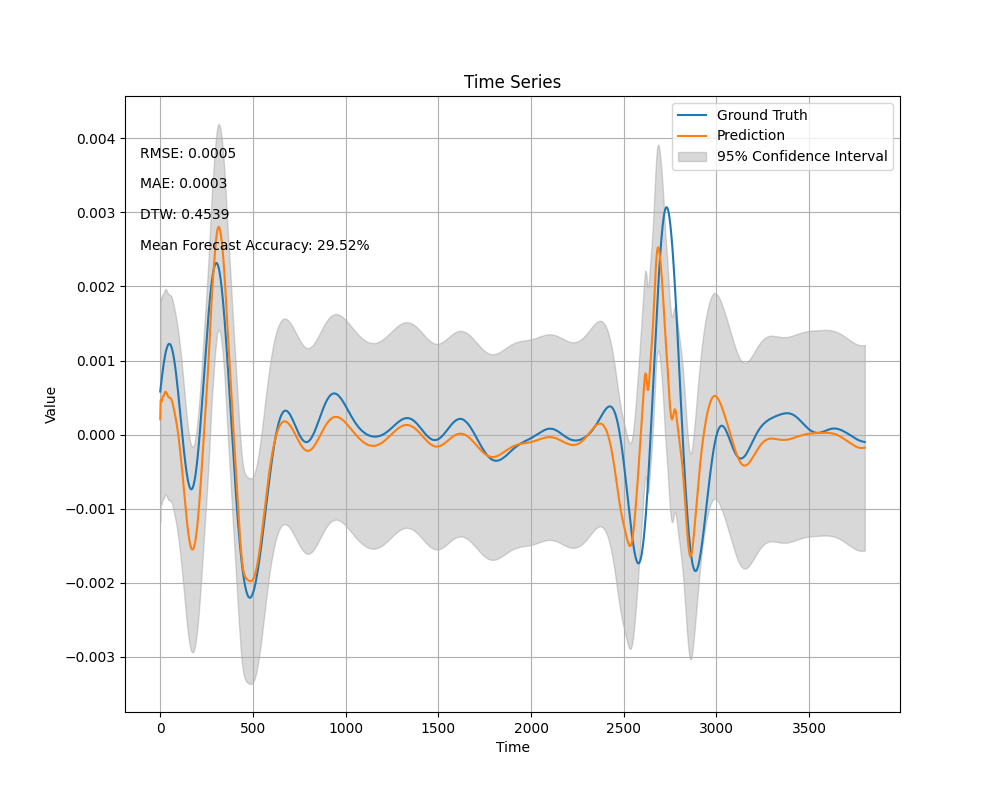 Time Series
Ground Truth
Prediction
95% Confidence Interval
RMSE: 0.0005
MAE: 0.0003
DTW: 0.4539
Mean Forecast Accuracy: 29.52%
0.004
0.003
0.002
0.001
0.000
−0.001
−0.002
−0.003
Value
0 500 1000 1500 2000 2500 3000 3500
Time